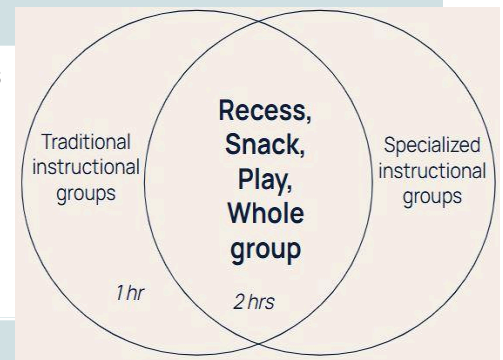 Traditional
instructional
groups
1 hr
Recess,
Snack,
Play,
Whole
group
2 hrs
Specialized
instructional
groups